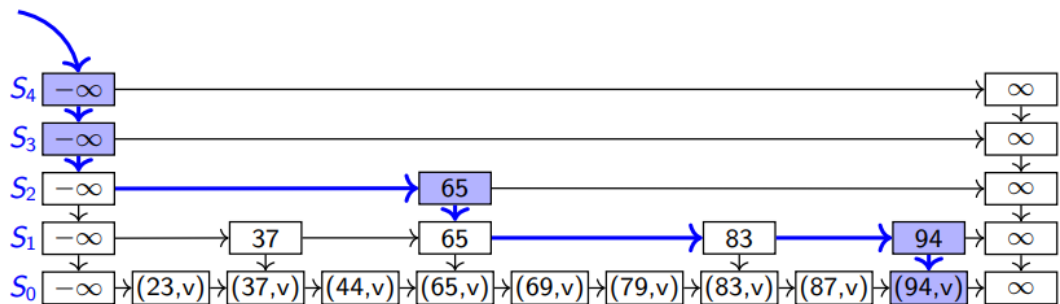 S₄ −∞ ∞
S₃ −∞ ∞
S₂ −∞ 65 ∞
S₁ −∞ 37 65 83 94 ∞
S₀ −∞ (23,v) (37,v) (44,v) (65,v) (69,v) (79,v) (83,v) (87,v) (94,v) ∞